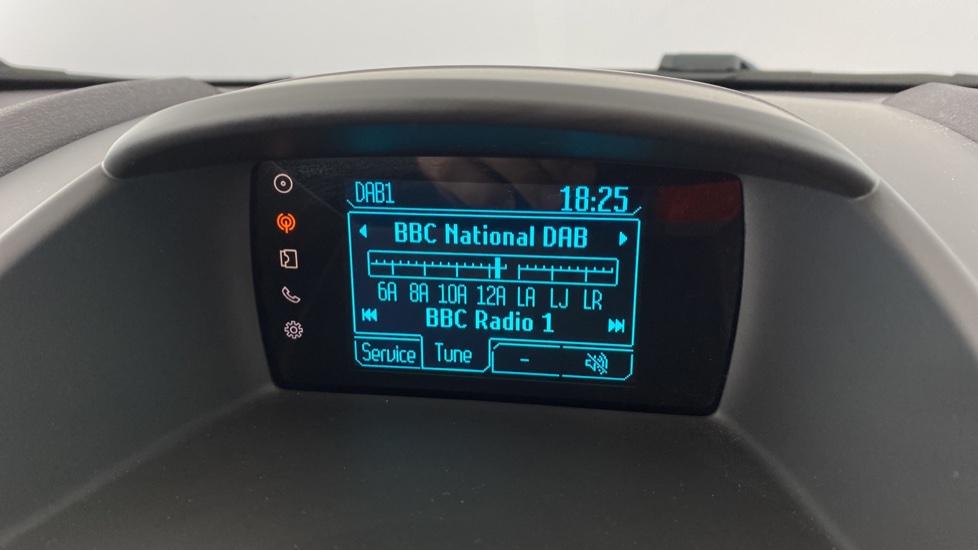 DAB1 18:25
BBC National DAB
6A 8A 10A 12A LA LJ LR
BBC Radio 1
Service Tune -